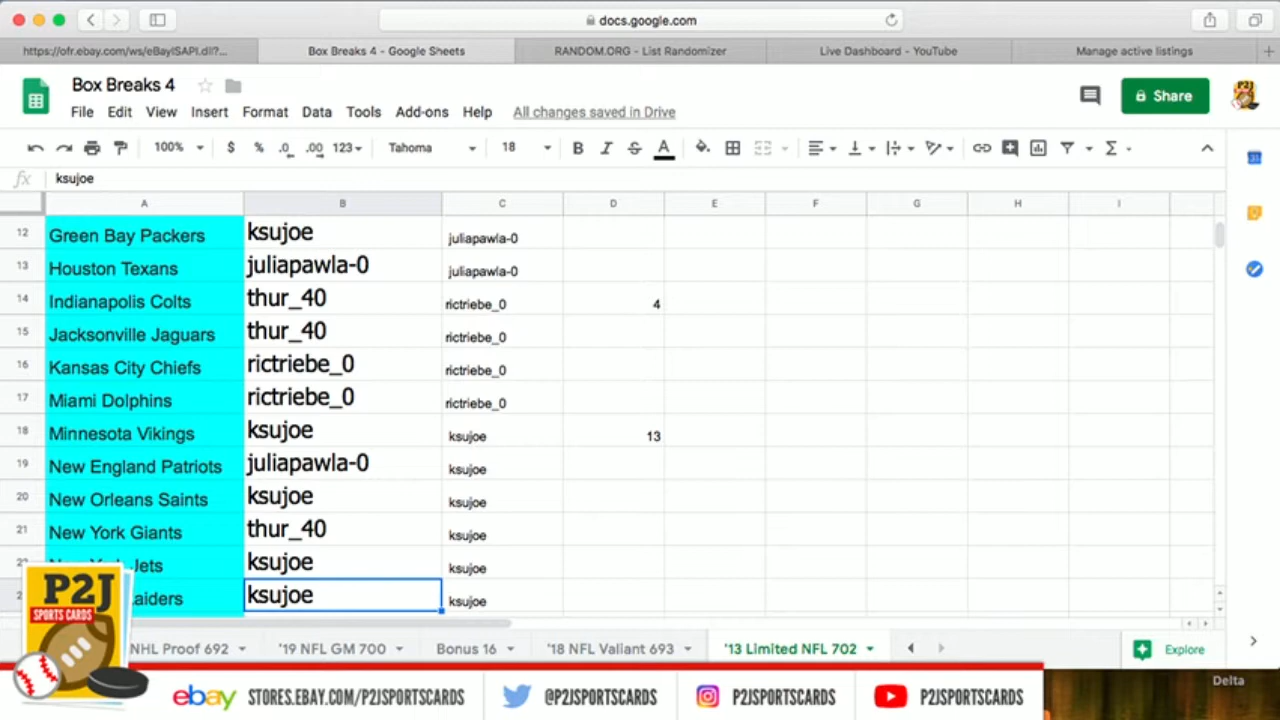 docs.google.com
https://ofr.ebay.com/ws/eBayISAPI.dll?...
Box Breaks 4 - Google Sheets
RANDOM.ORG - List Randomizer
Live Dashboard - YouTube
Manage active listings
Box Breaks 4
Share
File Edit View Insert Format Data Tools Add-ons Help All changes saved in Drive
100% $ % .0 .00 123 Tahoma 18 B I S A
fx ksujoe
A B C D E F G H I
12 Green Bay Packers ksujoe juliapawla-0
13 Houston Texans juliapawla-0 juliapawla-0
14 Indianapolis Colts thur_40 rictriebe_0 4
15 Jacksonville Jaguars thur_40 rictriebe_0
16 Kansas City Chiefs rictriebe_0 rictriebe_0
17 Miami Dolphins rictriebe_0 rictriebe_0
18 Minnesota Vikings ksujoe ksujoe 13
19 New England Patriots juliapawla-0 ksujoe
20 New Orleans Saints ksujoe ksujoe
21 New York Giants thur_40 ksujoe
Jets ksujoe ksujoe
aiders ksujoe ksujoe
NHL Proof 692 '19 NFL GM 700 Bonus 16 '18 NFL Valiant 693 '13 Limited NFL 702 Explore
P2J
SPORTS CARDS
ebay STORES.EBAY.COM/P2JSPORTSCARDS @P2JSPORTSCARDS P2JSPORTSCARDS P2JSPORTSCARDS
Delta